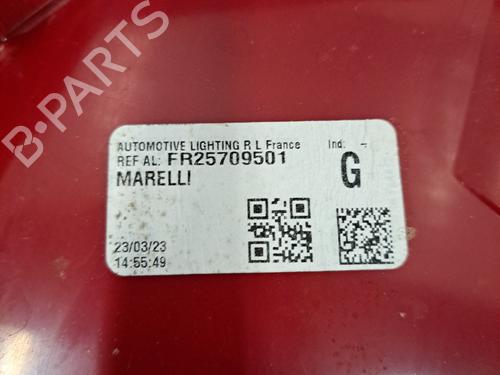 B-PARTS
AUTOMOTIVE LIGHTING R L France Ind: -
REF AL: FR25709501
MARELLI G
23/03/23
14:55:49